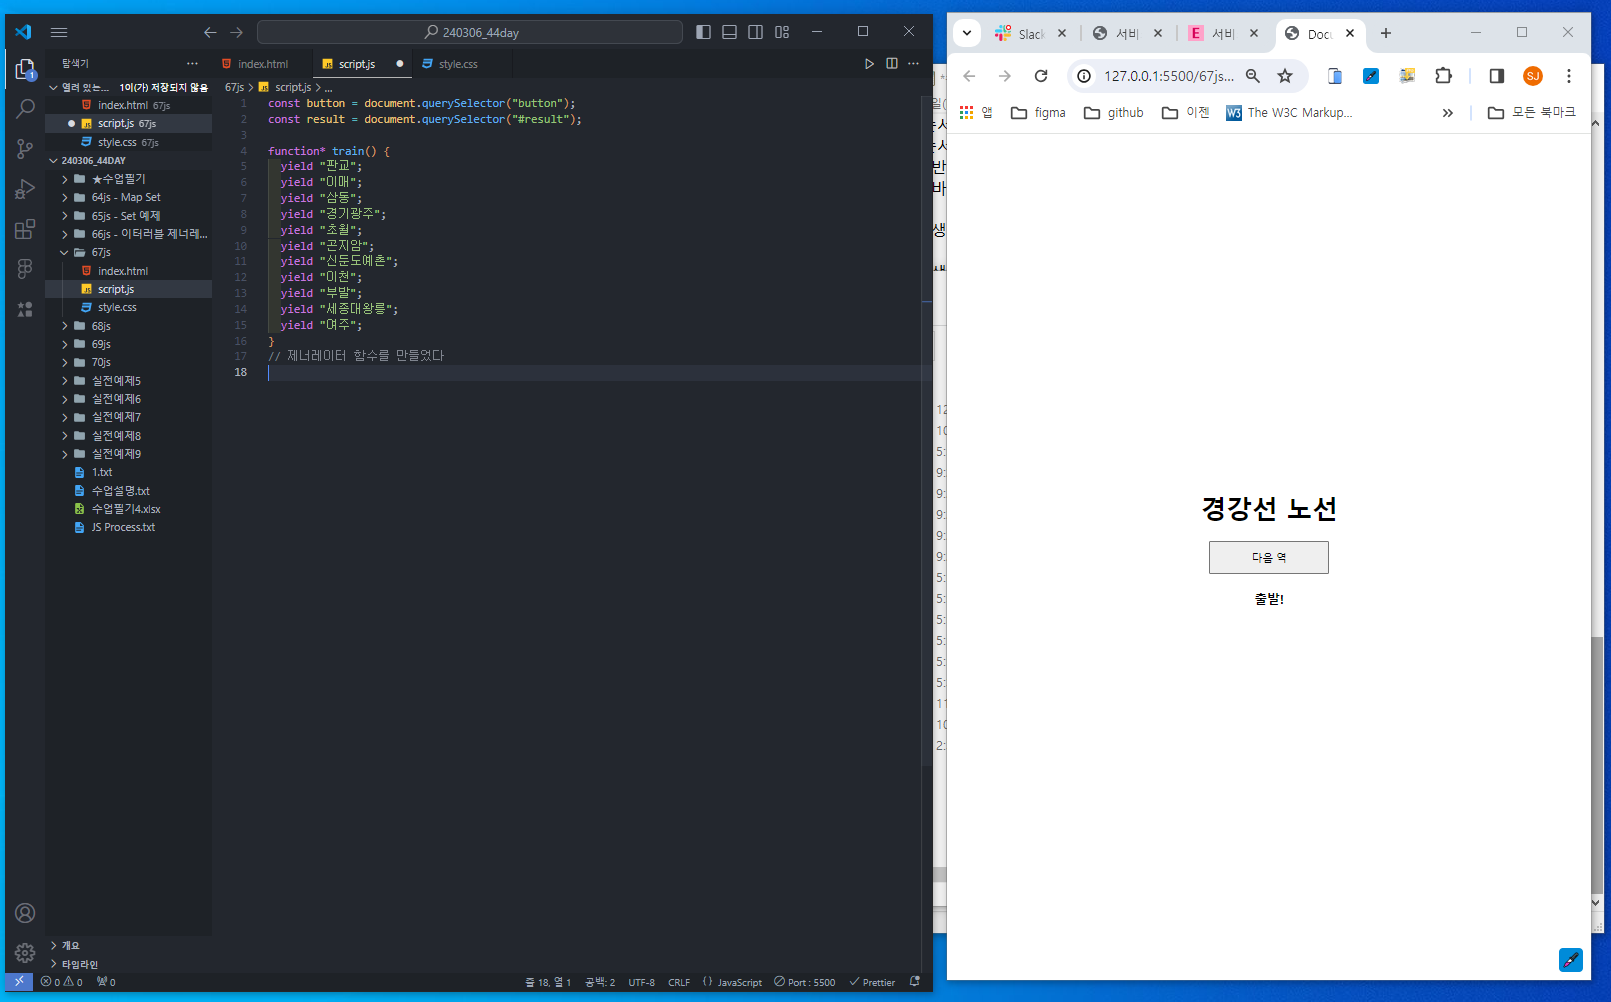 240306_44day
탐색기
index.html
script.js
style.css
열려 있는... 1이(가) 저장되지 않음
index.html 67js
script.js 67js
style.css 67js
240306_44DAY
★수업필기
64js - Map Set
65js - Set 예제
66js - 이터러블 제너레...
67js
index.html
script.js
style.css
68js
69js
70js
실전예제5
실전예제6
실전예제7
실전예제8
실전예제9
1.txt
수업설명.txt
수업필기4.xlsx
JS Process.txt
개요
타임라인
67js > script.js > ...
1 const button = document.querySelector("button");
2 const result = document.querySelector("#result");
3
4 function* train() {
5 yield "판교";
6 yield "이매";
7 yield "삼동";
8 yield "경기광주";
9 yield "초월";
10 yield "곤지암";
11 yield "신둔도예촌";
12 yield "이천";
13 yield "부발";
14 yield "세종대왕릉";
15 yield "여주";
16 }
17 // 제너레이터 함수를 만들었다
18
0 0 0
줄 18, 열 1 공백: 2 UTF-8 CRLF {} JavaScript Port : 5500 Prettier
Slack
서비
E 서비
Docu
127.0.0.1:5500/67js...
SJ
앱 figma github 이젠 W3 The W3C Markup... 모든 북마크
경강선 노선
다음 역
출발!